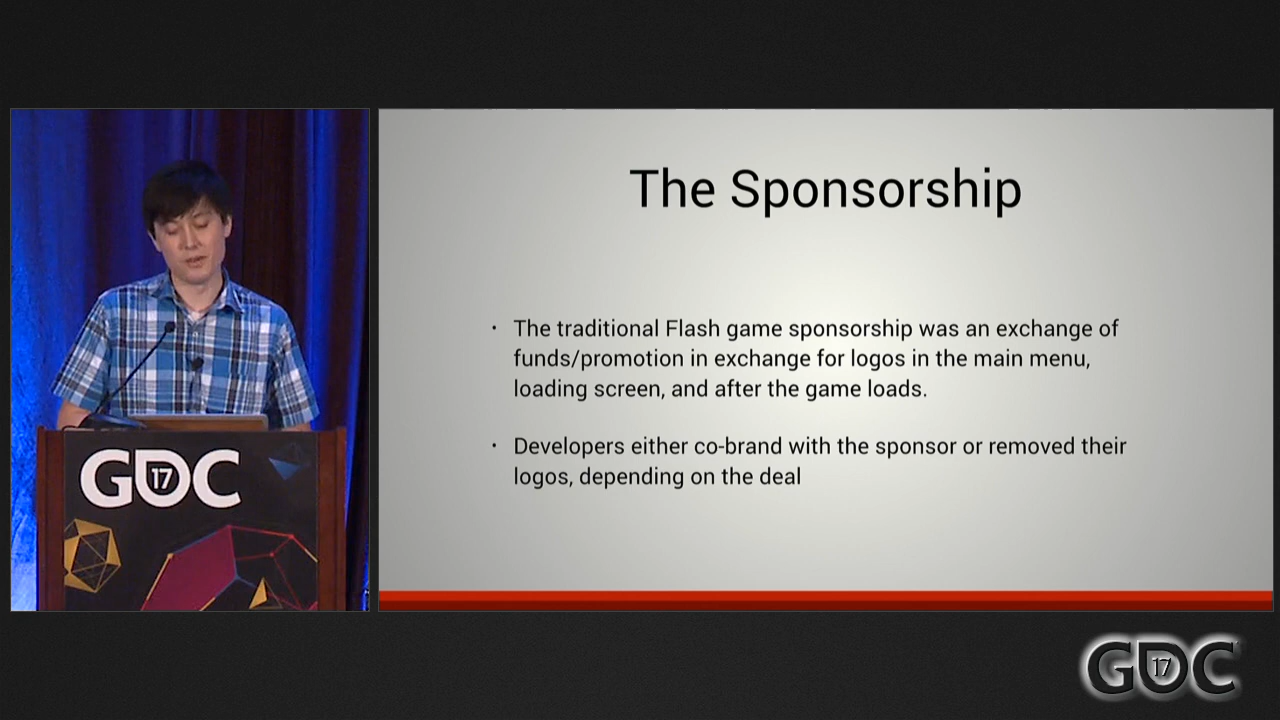 The Sponsorship
• The traditional Flash game sponsorship was an exchange of
funds/promotion in exchange for logos in the main menu,
loading screen, and after the game loads.
• Developers either co-brand with the sponsor or removed their
logos, depending on the deal
GDC 17
GDC 17